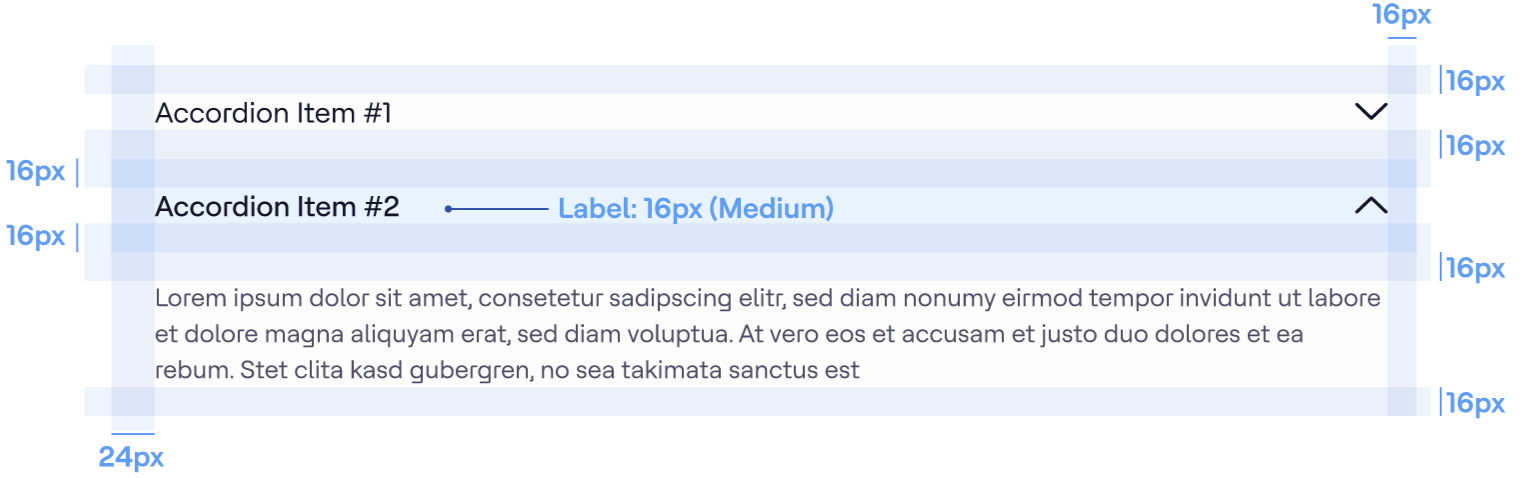 16px
16px
Accordion Item #1
16px
16px
Accordion Item #2
Label: 16px (Medium)
16px
16px
Lorem ipsum dolor sit amet, consetetur sadipscing elitr, sed diam nonumy eirmod tempor invidunt ut labore
et dolore magna aliquyam erat, sed diam voluptua. At vero eos et accusam et justo duo dolores et ea
rebum. Stet clita kasd gubergren, no sea takimata sanctus est
16px
24px